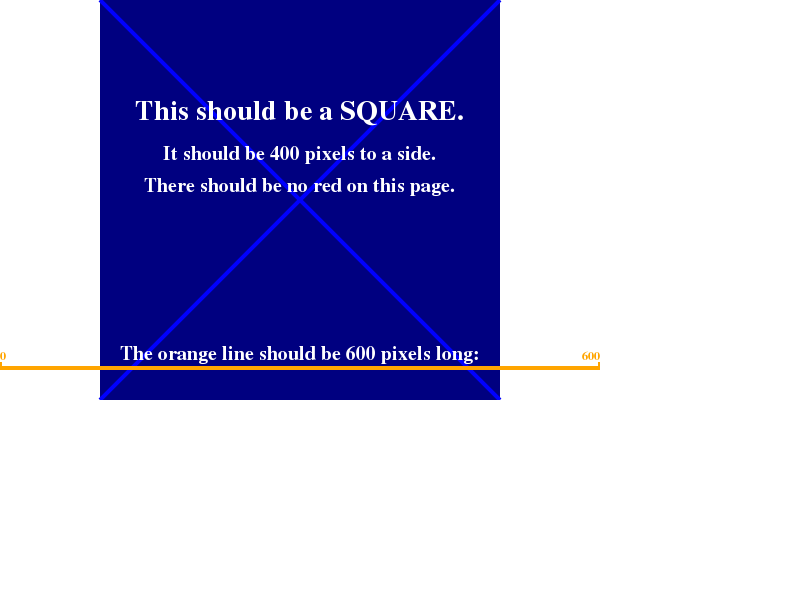 This should be a SQUARE.
It should be 400 pixels to a side.
There should be no red on this page.
The orange line should be 600 pixels long:
0 600